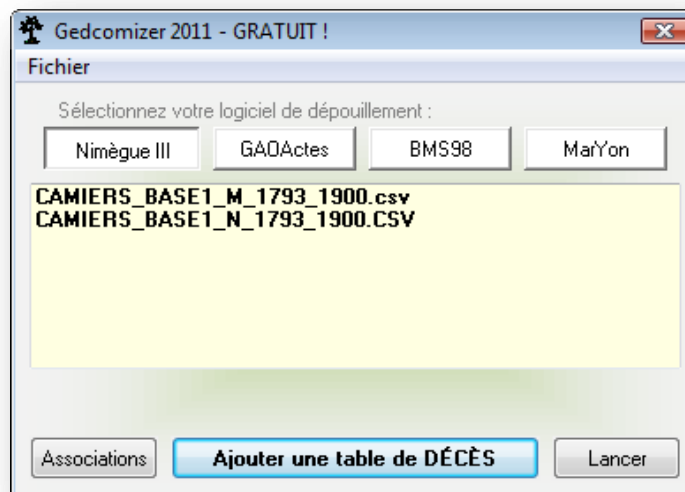 Gedcomizer 2011 - GRATUIT !
Fichier
Sélectionnez votre logiciel de dépouillement :
Nimègue III GAOActes BMS98 MarYon
CAMIERS_BASE1_M_1793_1900.csv
CAMIERS_BASE1_N_1793_1900.CSV
Associations Ajouter une table de DÉCÈS Lancer